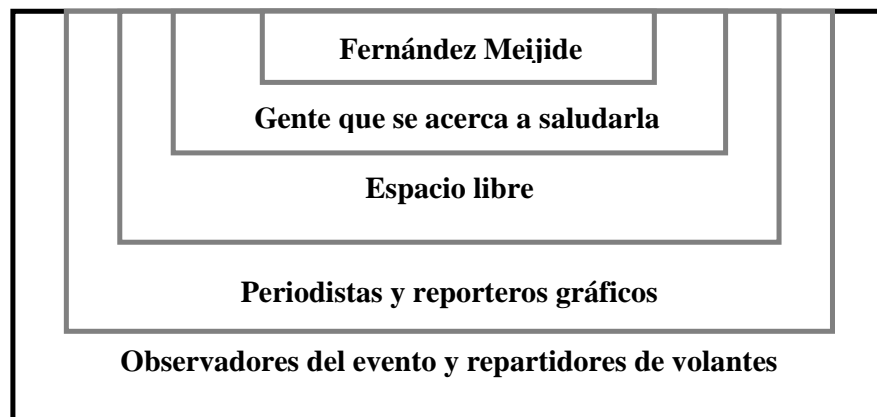 Fernández Meijide
Gente que se acerca a saludarla
Espacio libre
Periodistas y reporteros gráficos
Observadores del evento y repartidores de volantes